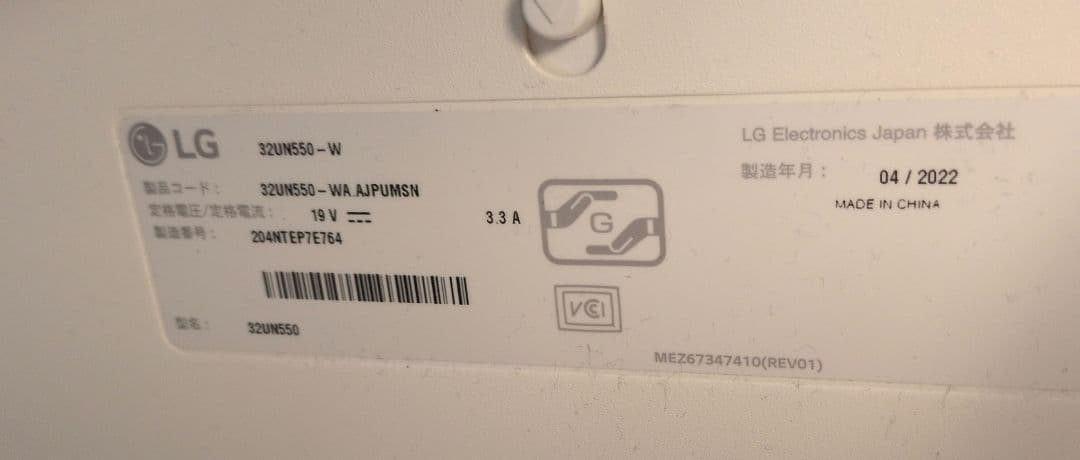 LG 32UN550-W
製品コード: 32UN550-WA.AJPUMSN
定格電圧/定格電流: 19 V 3.3 A
製造番号: 204NTEP7E764
型名: 32UN550
G
VCI
LG Electronics Japan 株式会社
製造年月: 04 / 2022
MADE IN CHINA
MEZ67347410(REV01)